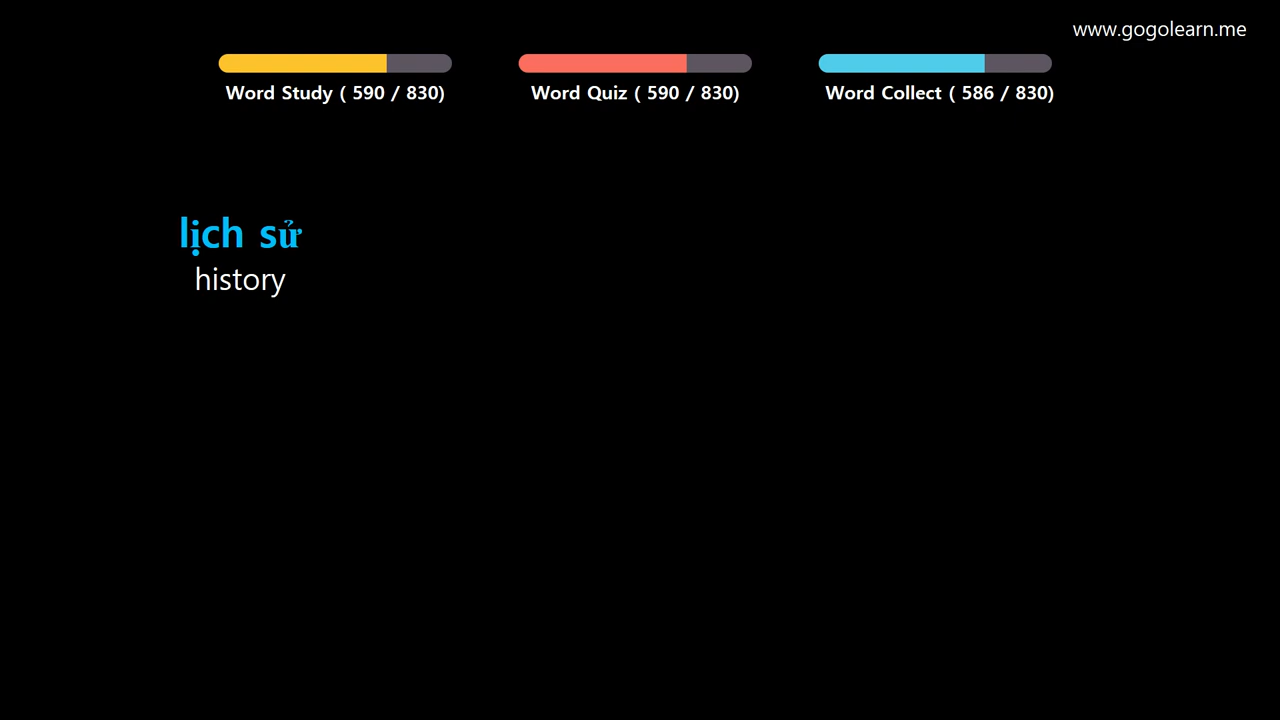 www.gogolearn.me
Word Study ( 590 / 830)
Word Quiz ( 590 / 830)
Word Collect ( 586 / 830)
lịch sử
history